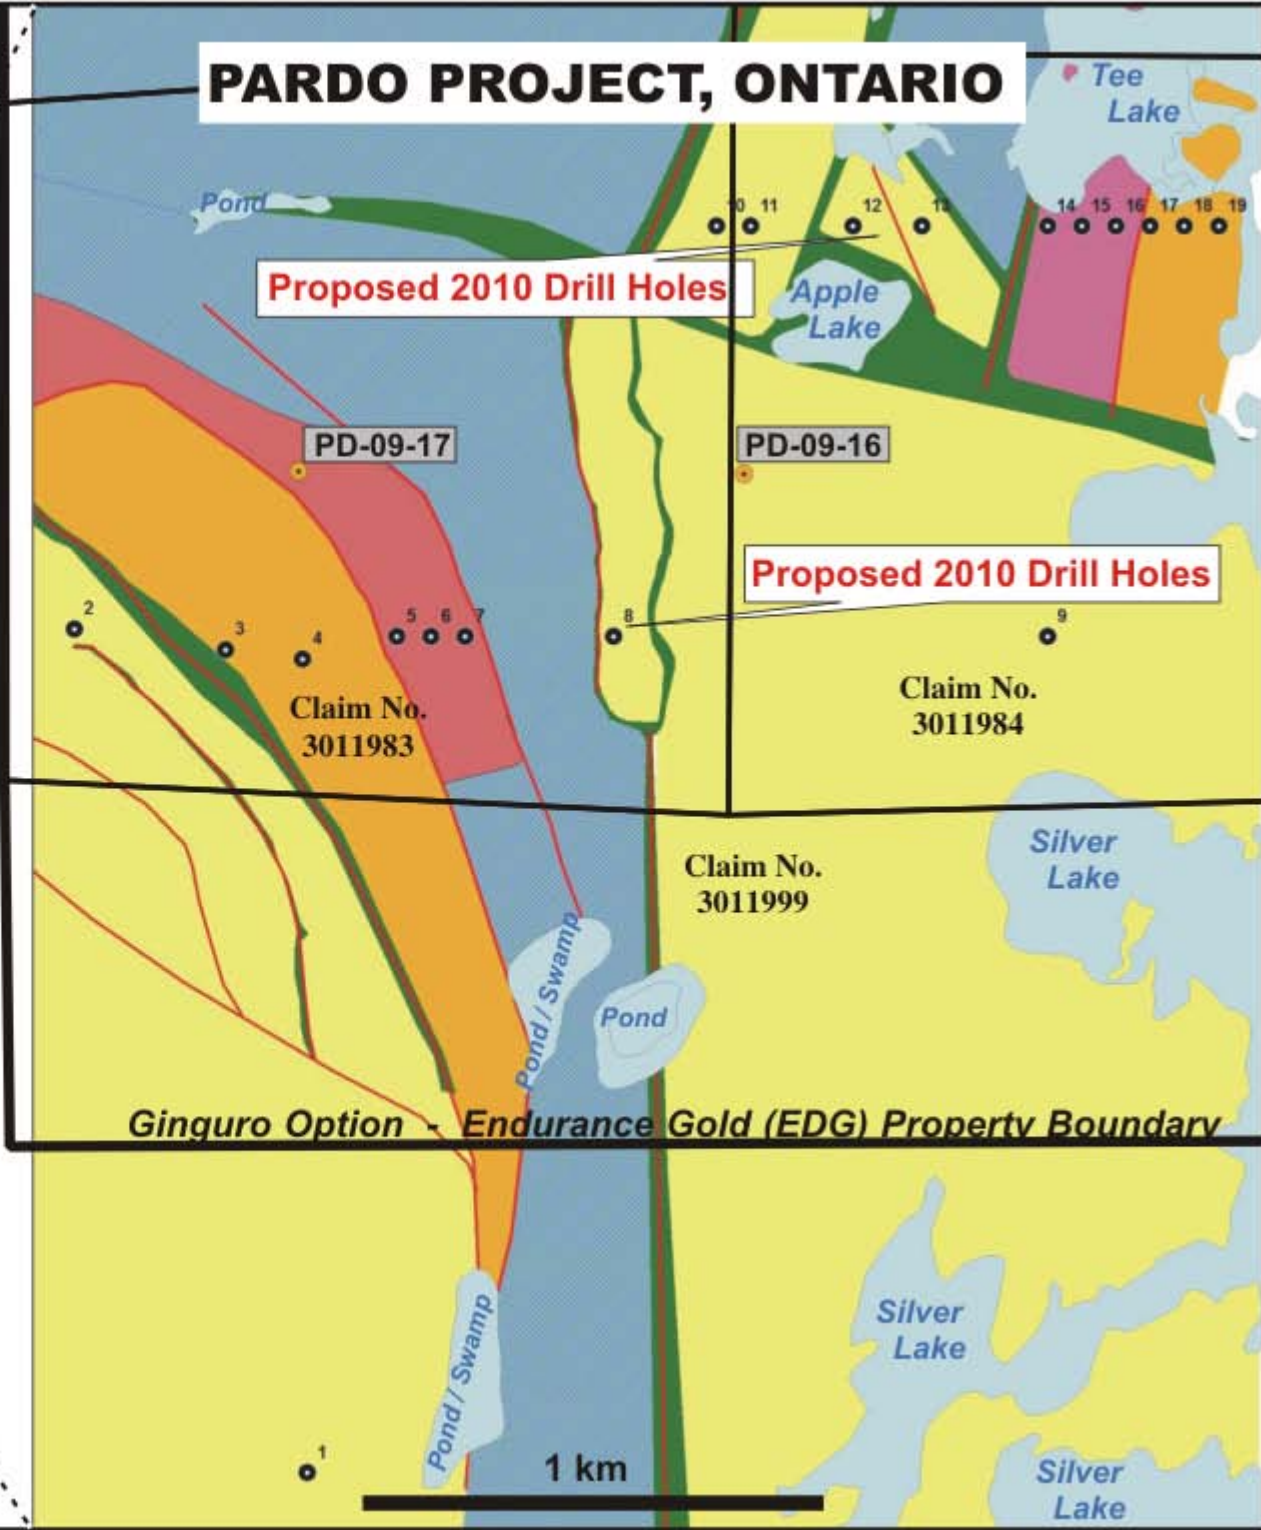 PARDO PROJECT, ONTARIO
Tee
Lake
Pond
10 11 12 13 14 15 16 17 18 19
Proposed 2010 Drill Holes
Apple
Lake
PD-09-17
PD-09-16
Proposed 2010 Drill Holes
2 3 4 5 6 7 8 9
Claim No.
3011983
Claim No.
3011984
Silver
Lake
Claim No.
3011999
Pond / Swamp
Pond
Ginguro Option - Endurance Gold (EDG) Property Boundary
Silver
Lake
Pond / Swamp
1
1 km
Silver
Lake